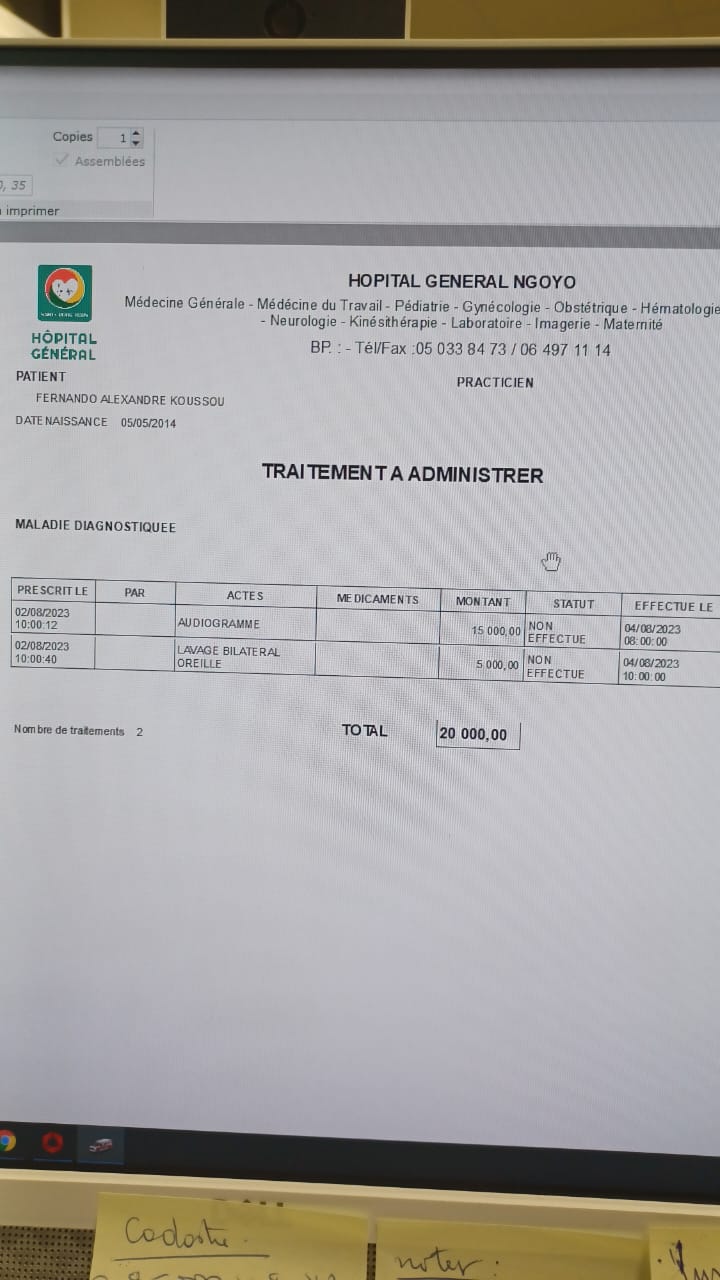 Copies 1
Assemblées
, 35
imprimer
HOPITAL GENERAL NGOYO
Médecine Générale - Médécine du Travail - Pédiatrie - Gynécologie - Obstétrique - Hématologie
- Neurologie - Kinésithérapie - Laboratoire - Imagerie - Maternité
BP. : - Tél/Fax :05 033 84 73 / 06 497 11 14
HÔPITAL
GÉNÉRAL
PATIENT
PRACTICIEN
FERNANDO ALEXANDRE KOUSSOU
DATE NAISSANCE 05/05/2014
TRAITEMENT A ADMINISTRER
MALADIE DIAGNOSTIQUEE
PRESCRIT LE PAR ACTES MEDICAMENTS MONTANT STATUT EFFECTUE LE
02/08/2023 10:00:12 AUDIOGRAMME 15 000,00 NON EFFECTUE 04/08/2023 08:00:00
02/08/2023 10:00:40 LAVAGE BILATERAL OREILLE 5 000,00 NON EFFECTUE 04/08/2023 10:00:00
Nombre de traitements 2 TOTAL 20 000,00
Cadastre.
noter :